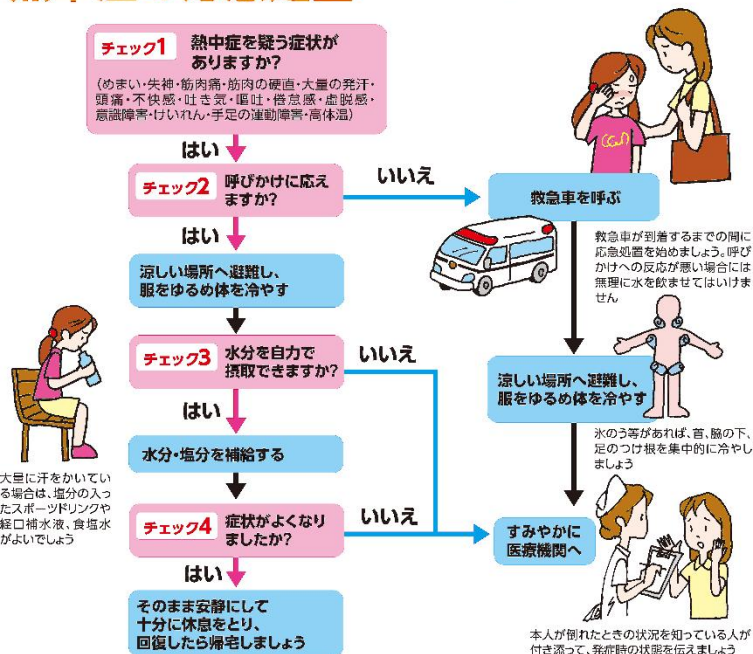 チェック1 熱中症を疑う症状が
ありますか?
(めまい・失神・筋肉痛・筋肉の硬直・大量の発汗・
頭痛・不快感・吐き気・嘔吐・倦怠感・虚脱感・
意識障害・けいれん・手足の運動障害・高体温)
はい
チェック2 呼びかけに応え
ますか?
いいえ
救急車を呼ぶ
救急車が到着するまでの間に
応急処置を始めましょう。呼び
かけへの反応が悪い場合には
無理に水を飲ませてはいけま
せん
はい
涼しい場所へ避難し、
服をゆるめ体を冷やす
チェック3 水分を自力で
摂取できますか?
いいえ
涼しい場所へ避難し、
服をゆるめ体を冷やす
氷のう等があれば、首、脇の下、
足のつけ根を集中的に冷やし
ましょう
はい
水分・塩分を補給する
大量に汗をかいてい
る場合は、塩分の入っ
たスポーツドリンクや
経口補水液、食塩水
がよいでしょう
チェック4 症状がよくなり
ましたか?
いいえ
すみやかに
医療機関へ
はい
そのまま安静にして
十分に休息をとり、
回復したら帰宅しましょう
本人が倒れたときの状況を知っている人が
付き添って、発症時の状態を伝えましょう